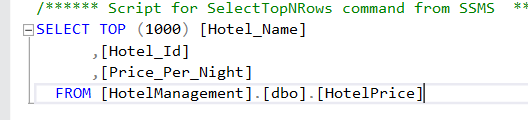 /****** Script for SelectTopNRows command from SSMS  **
SELECT TOP (1000) [Hotel_Name]
,[Hotel_Id]
,[Price_Per_Night]
FROM [HotelManagement].[dbo].[HotelPrice]